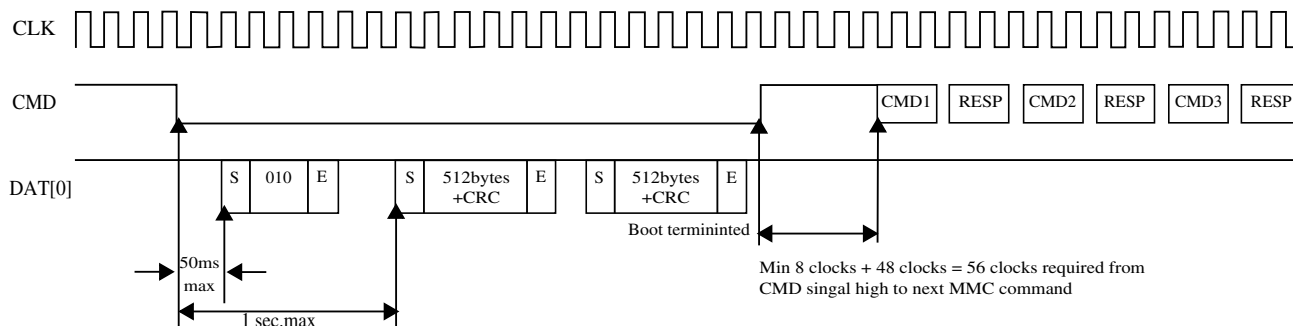 CLK
CMD
CMD1 RESP CMD2 RESP CMD3 RESP
DAT[0]
S 010 E S 512bytes +CRC E S 512bytes +CRC E
Boot termininted
50ms
max
1 sec.max
Min 8 clocks + 48 clocks = 56 clocks required from
CMD singal high to next MMC command